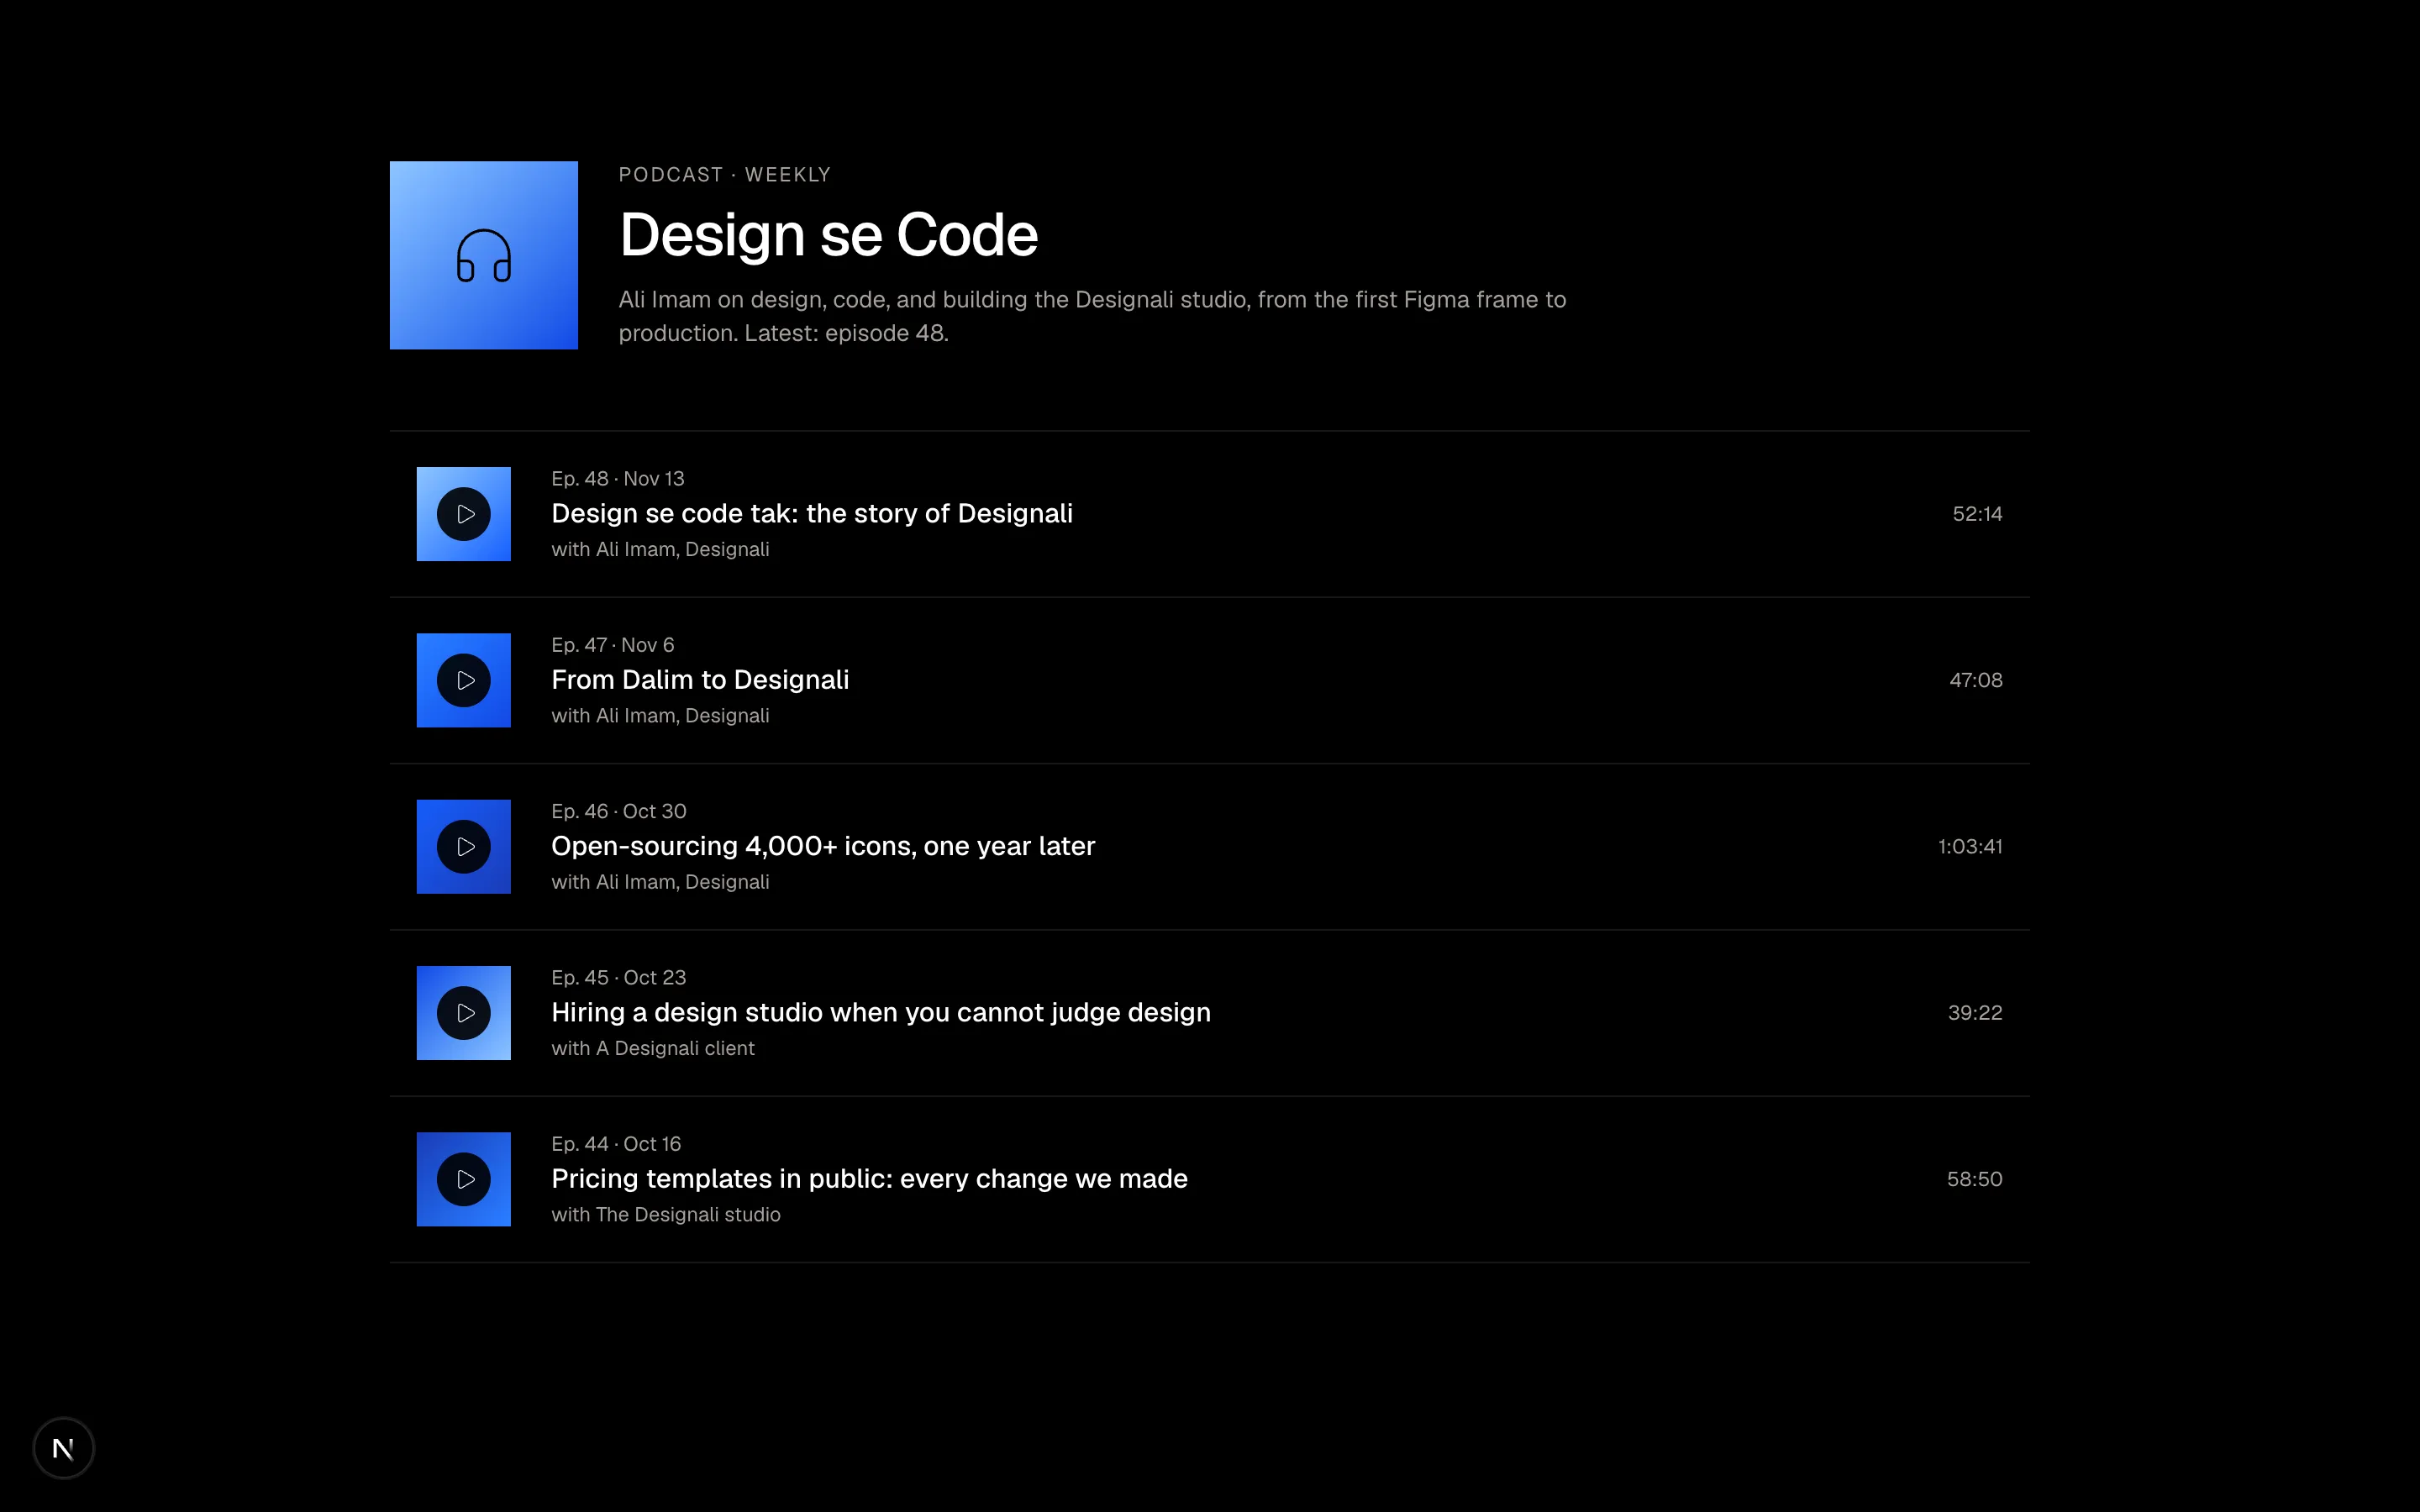 PODCAST · WEEKLY
Design se Code
Ali Imam on design, code, and building the Designali studio, from the first Figma frame to
production. Latest: episode 48.
Ep. 48 · Nov 13
Design se code tak: the story of Designali
with Ali Imam, Designali
52:14
Ep. 47 · Nov 6
From Dalim to Designali
with Ali Imam, Designali
47:08
Ep. 46 · Oct 30
Open-sourcing 4,000+ icons, one year later
with Ali Imam, Designali
1:03:41
Ep. 45 · Oct 23
Hiring a design studio when you cannot judge design
with A Designali client
39:22
Ep. 44 · Oct 16
Pricing templates in public: every change we made
with The Designali studio
58:50
N